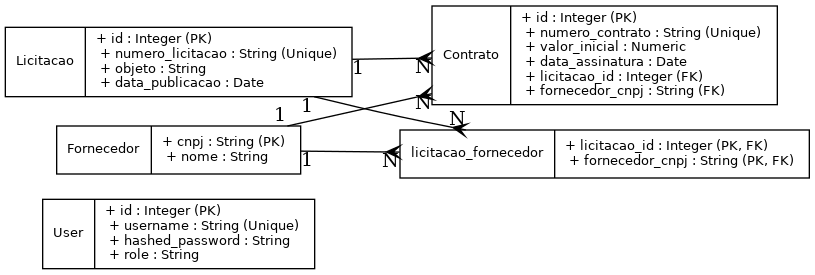 Licitacao
+ id : Integer (PK)
+ numero_licitacao : String (Unique)
+ objeto : String
+ data_publicacao : Date
1
N
Contrato
+ id : Integer (PK)
+ numero_contrato : String (Unique)
+ valor_inicial : Numeric
+ data_assinatura : Date
+ licitacao_id : Integer (FK)
+ fornecedor_cnpj : String (FK)
1
N
1
N
Fornecedor
+ cnpj : String (PK)
+ nome : String
1
N
licitacao_fornecedor
+ licitacao_id : Integer (PK, FK)
+ fornecedor_cnpj : String (PK, FK)
User
+ id : Integer (PK)
+ username : String (Unique)
+ hashed_password : String
+ role : String